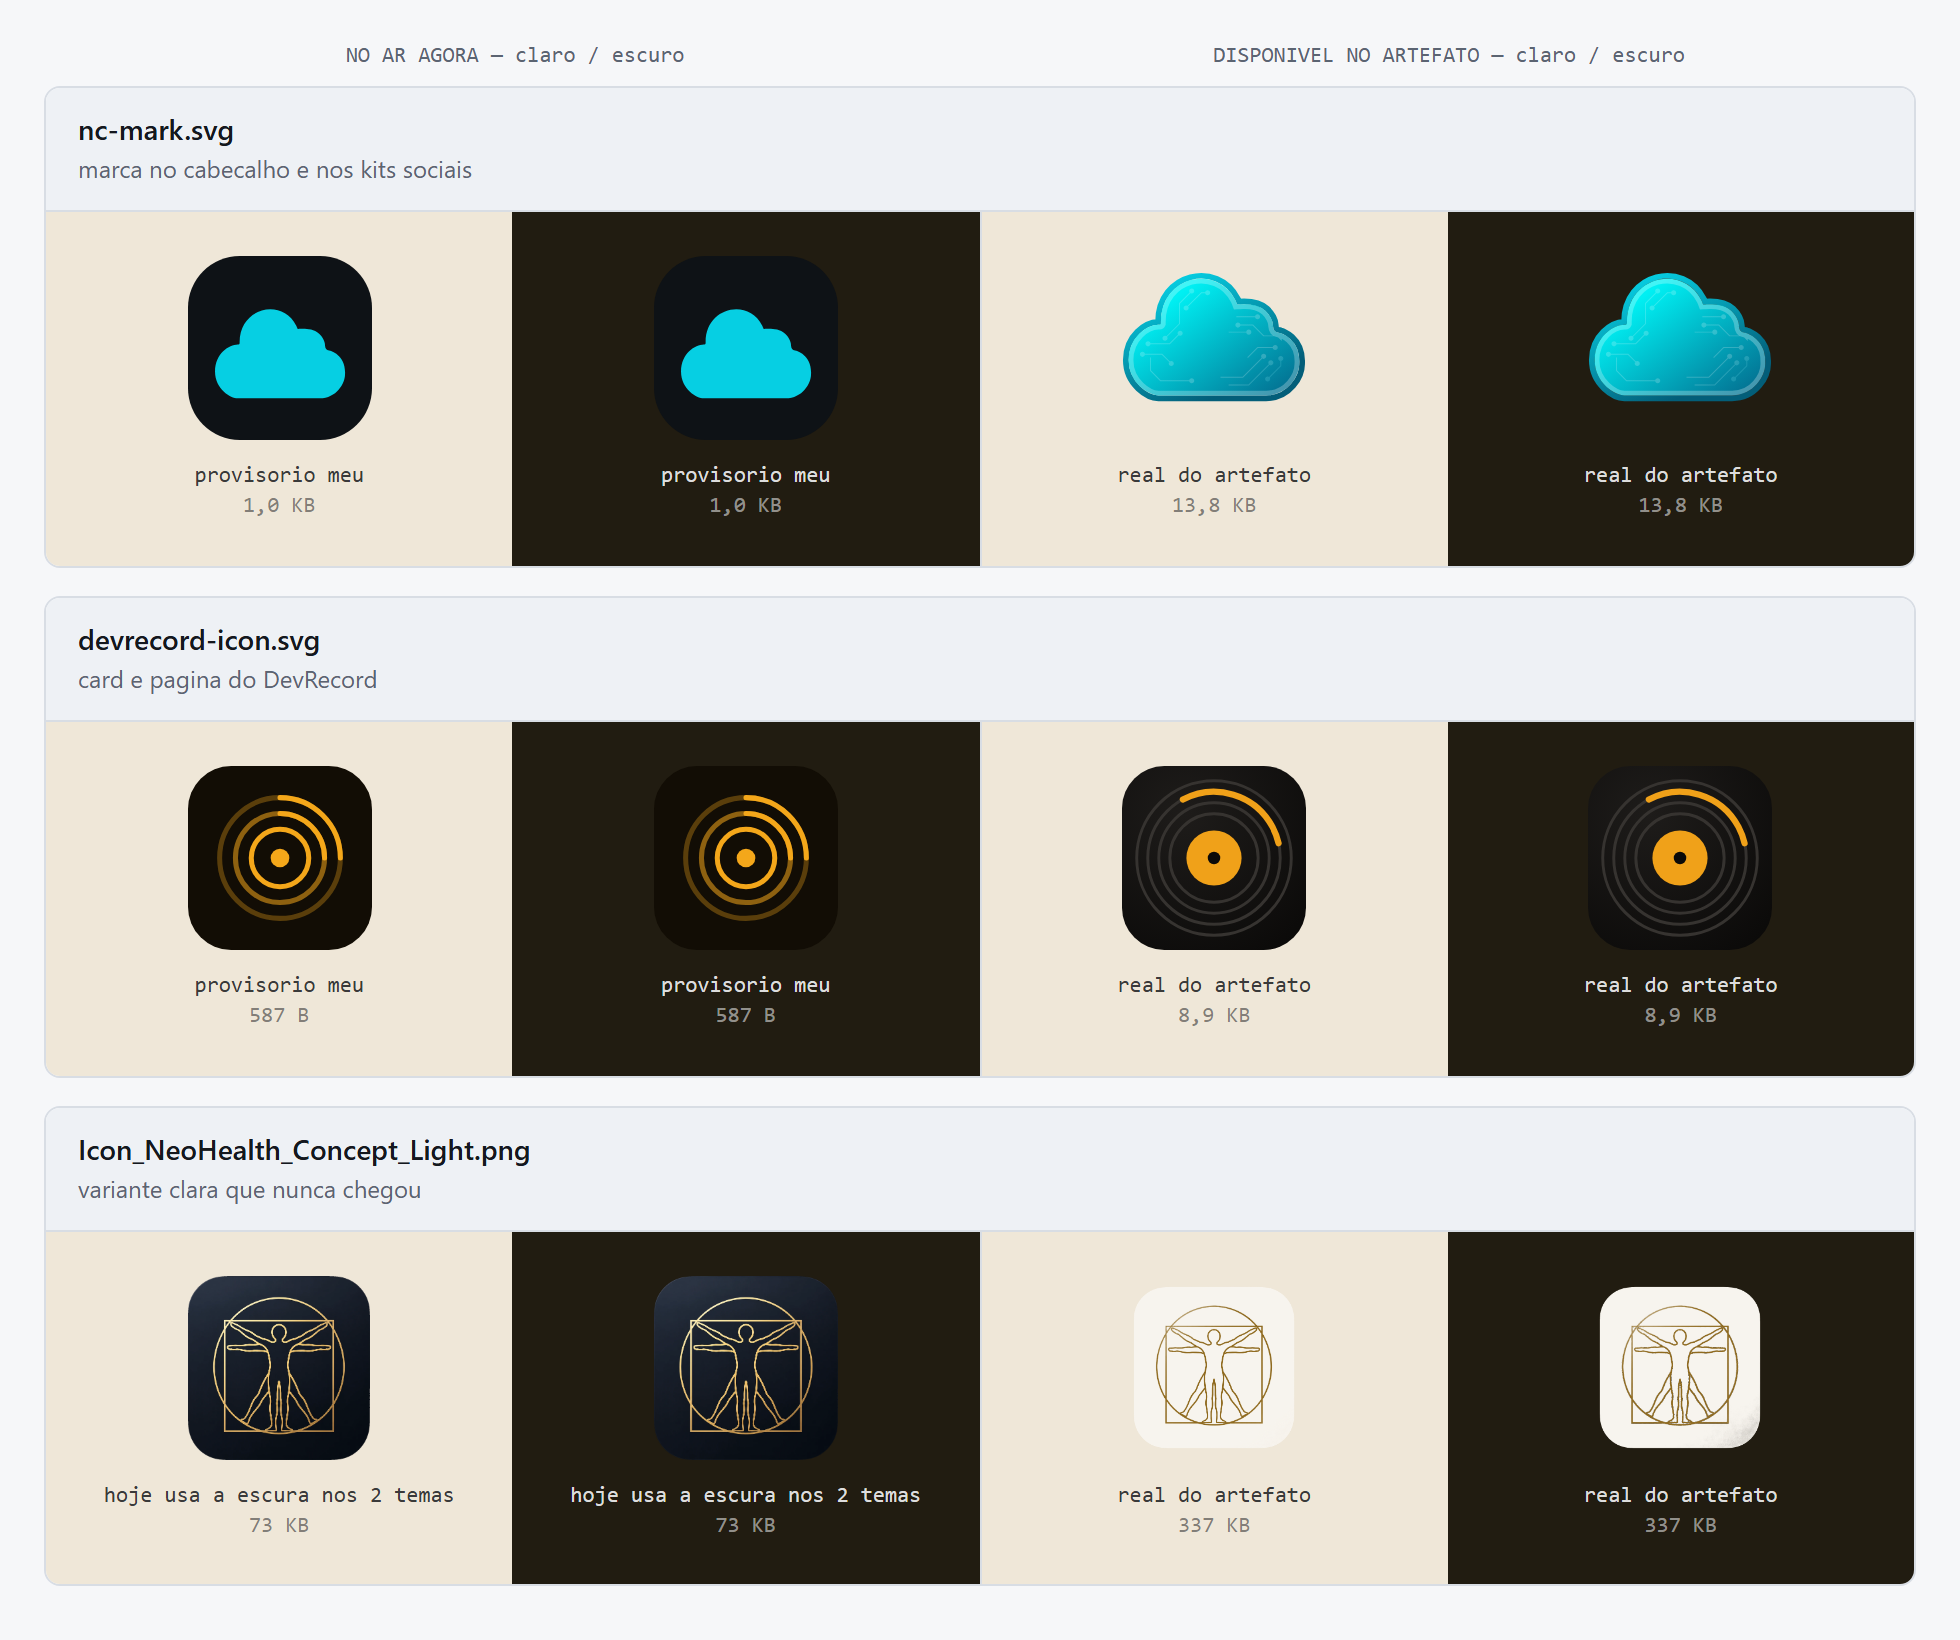 NO AR AGORA — claro / escuro
DISPONIVEL NO ARTEFATO — claro / escuro
nc-mark.svg
marca no cabecalho e nos kits sociais
provisorio meu
1,0 KB
provisorio meu
1,0 KB
real do artefato
13,8 KB
real do artefato
13,8 KB
devrecord-icon.svg
card e pagina do DevRecord
provisorio meu
587 B
provisorio meu
587 B
real do artefato
8,9 KB
real do artefato
8,9 KB
Icon_NeoHealth_Concept_Light.png
variante clara que nunca chegou
hoje usa a escura nos 2 temas
73 KB
hoje usa a escura nos 2 temas
73 KB
real do artefato
337 KB
real do artefato
337 KB